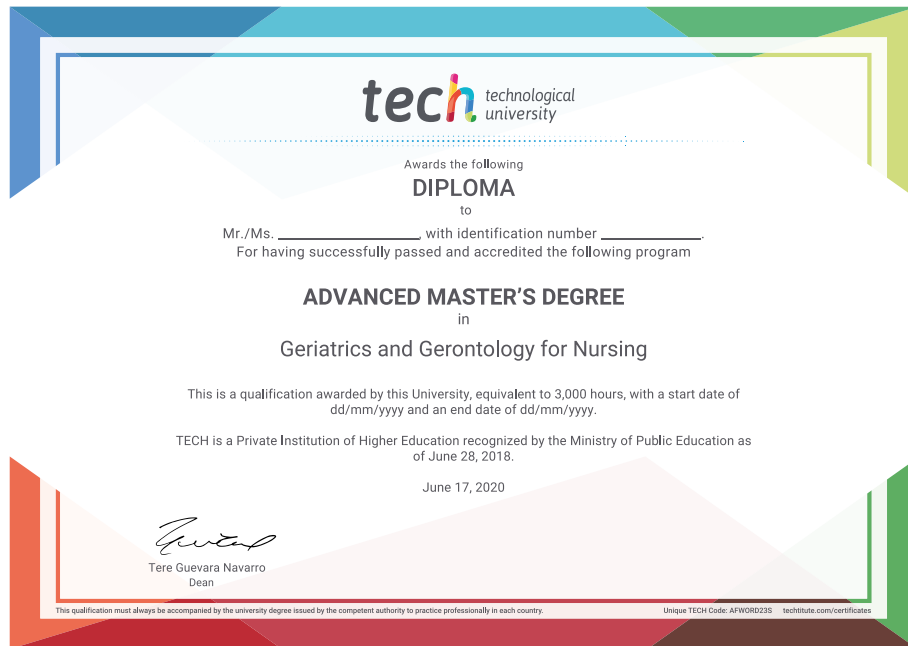 tech technological
university
Awards the following
DIPLOMA
to
Mr./Ms. ____________________, with identification number ______________.
For having successfully passed and accredited the following program
ADVANCED MASTER'S DEGREE
in
Geriatrics and Gerontology for Nursing
This is a qualification awarded by this University, equivalent to 3,000 hours, with a start date of
dd/mm/yyyy and an end date of dd/mm/yyyy.
TECH is a Private Institution of Higher Education recognized by the Ministry of Public Education as
of June 28, 2018.
June 17, 2020
Tere Guevara Navarro
Dean
This qualification must always be accompanied by the university degree issued by the competent authority to practice professionally in each country. Unique TECH Code: AFWORD23S techtitute.com/certificates